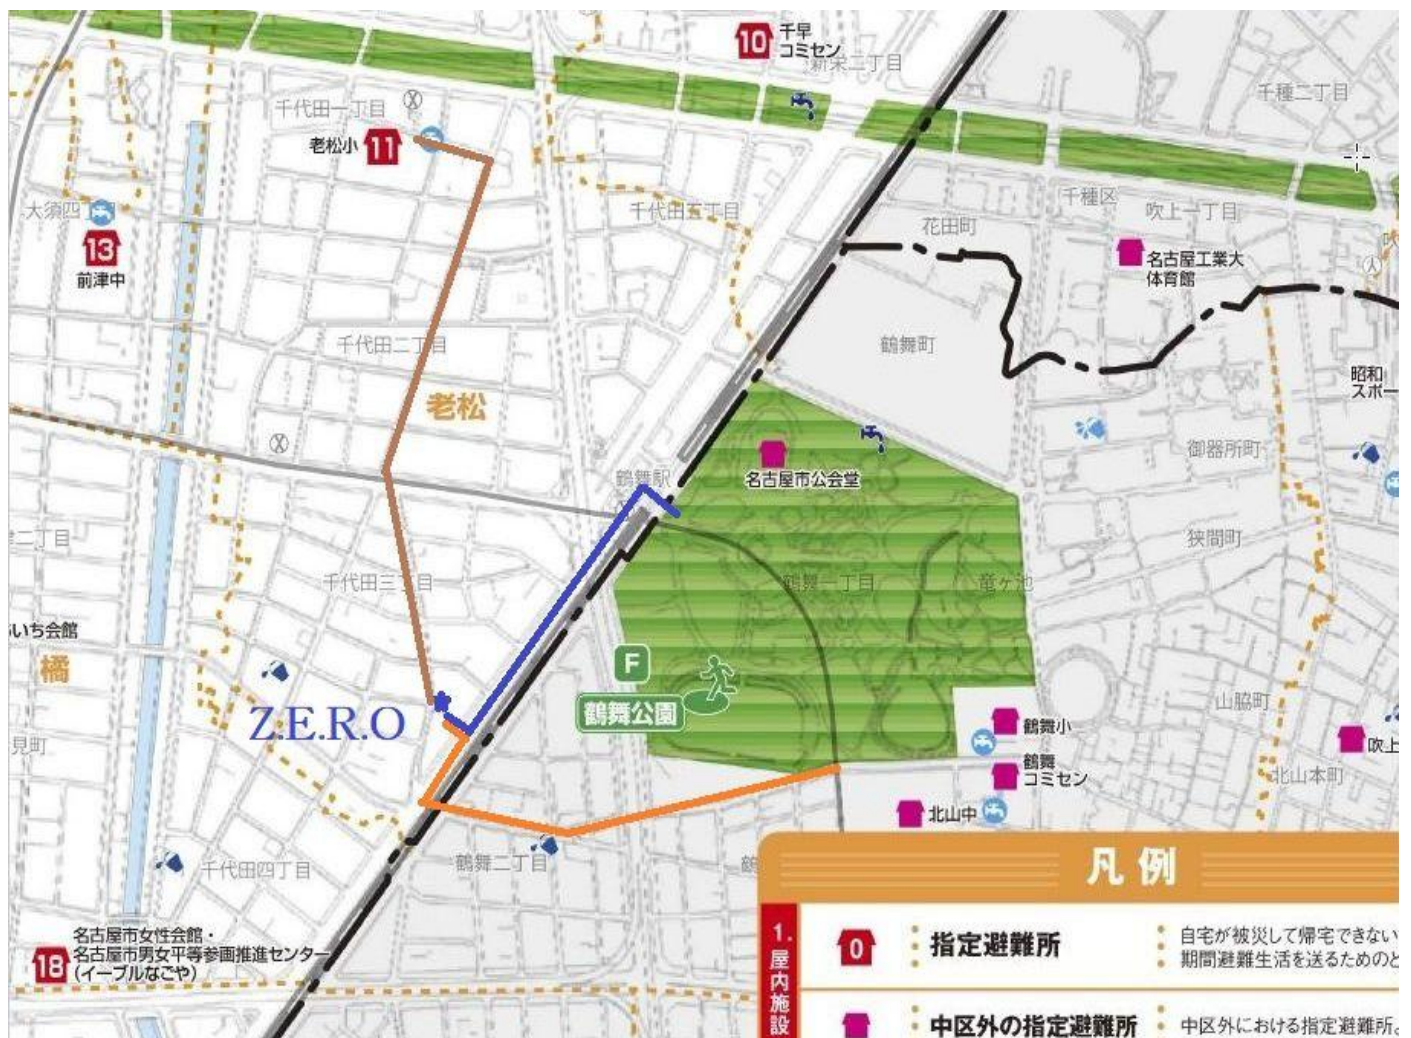 10
千早
コミセン
新栄二丁目
千種二丁目
千代田一丁目
老松小
11
大須四丁目
13
前津中
千代田五丁目
千種区
吹上一丁目
花田町
名古屋工業大
体育館
千代田二丁目
鶴舞町
老松
昭和
スポー
御器所町
名古屋市公会堂
鶴舞駅
狭間町
二丁目
千代田三丁目
鶴舞一丁目
竜ヶ池
いち会館
橘
F
鶴舞公園
Z.E.R.O
山脇町
見町
鶴舞小
鶴舞
コミセン
吹上
北山本町
北山中
千代田四丁目
鶴舞二丁目
鶴
凡例
18
名古屋市女性会館・
名古屋市男女平等参画推進センター
(イーブルなごや)
1.屋内施設
0
指定避難所
自宅が被災して帰宅できない
期間避難生活を送るためのと
中区外の指定避難所
中区外における指定避難所。